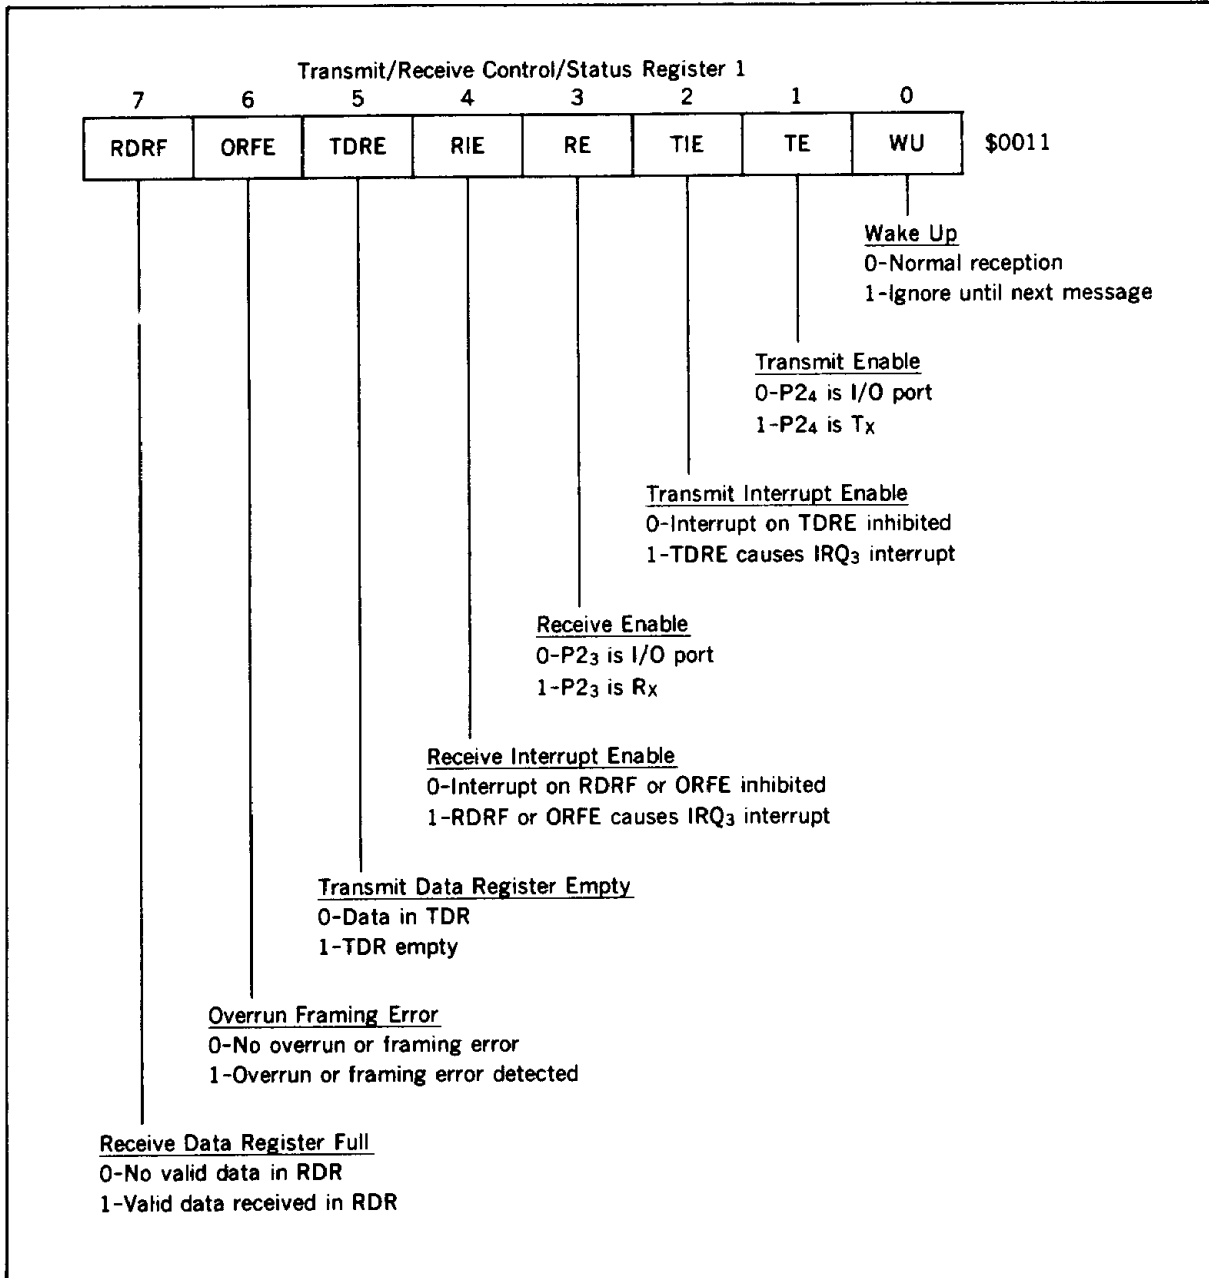 Transmit/Receive Control/Status Register 1
7 6 5 4 3 2 1 0
RDRF ORFE TDRE RIE RE TIE TE WU $0011
Wake Up
0-Normal reception
1-Ignore until next message
Transmit Enable
0-P2₄ is I/O port
1-P2₄ is Tx
Transmit Interrupt Enable
0-Interrupt on TDRE inhibited
1-TDRE causes IRQ₃ interrupt
Receive Enable
0-P2₃ is I/O port
1-P2₃ is Rx
Receive Interrupt Enable
0-Interrupt on RDRF or ORFE inhibited
1-RDRF or ORFE causes IRQ₃ interrupt
Transmit Data Register Empty
0-Data in TDR
1-TDR empty
Overrun Framing Error
0-No overrun or framing error
1-Overrun or framing error detected
Receive Data Register Full
0-No valid data in RDR
1-Valid data received in RDR